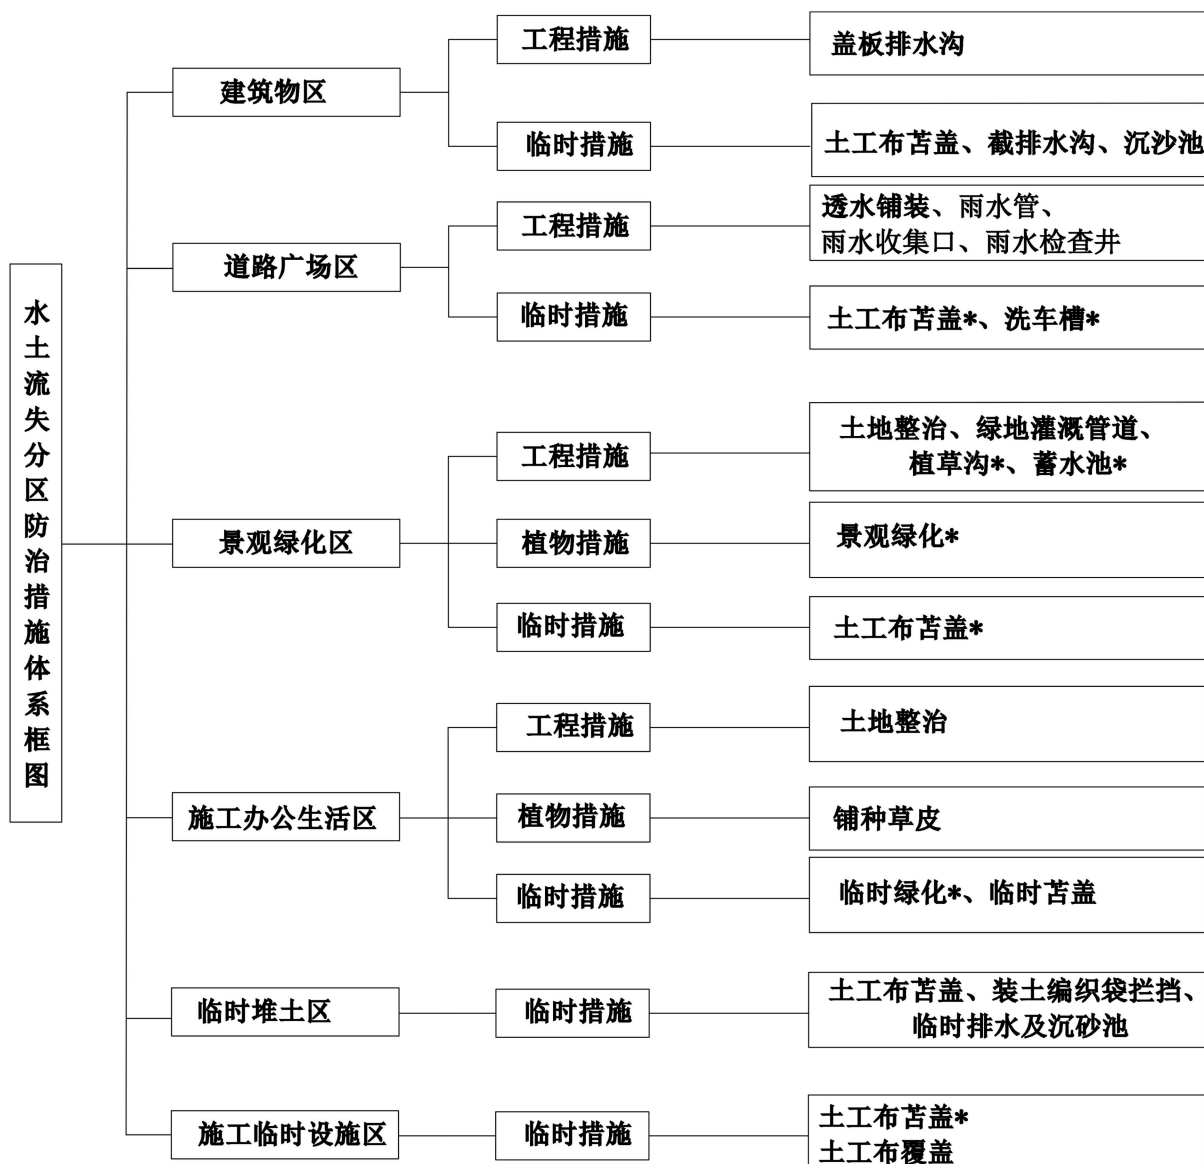 水土流失分区防治措施体系框图
建筑物区
工程措施
盖板排水沟
临时措施
土工布苫盖、截排水沟、沉沙池
道路广场区
工程措施
透水铺装、雨水管、
雨水收集口、雨水检查井
临时措施
土工布苫盖*、洗车槽*
景观绿化区
工程措施
土地整治、绿地灌溉管道、
植草沟*、蓄水池*
植物措施
景观绿化*
临时措施
土工布苫盖*
施工办公生活区
工程措施
土地整治
植物措施
铺种草皮
临时措施
临时绿化*、临时苫盖
临时堆土区
临时措施
土工布苫盖、装土编织袋拦挡、
临时排水及沉砂池
施工临时设施区
临时措施
土工布苫盖*
土工布覆盖